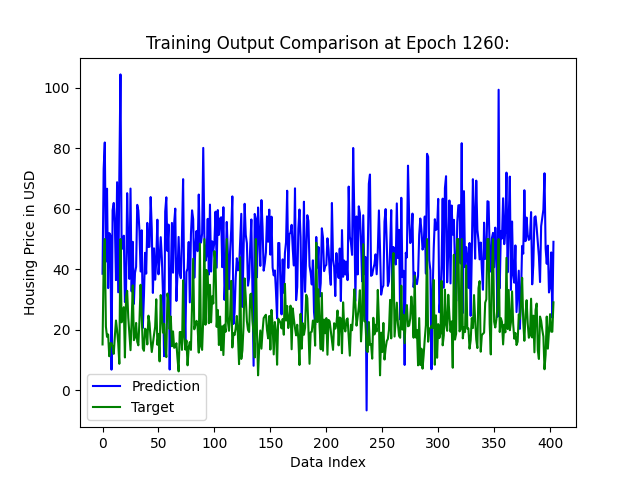 Training Output Comparison at Epoch 1260:
100
80
60
40
20
0
Housing Price in USD
Prediction
Target
0 50 100 150 200 250 300 350 400
Data Index